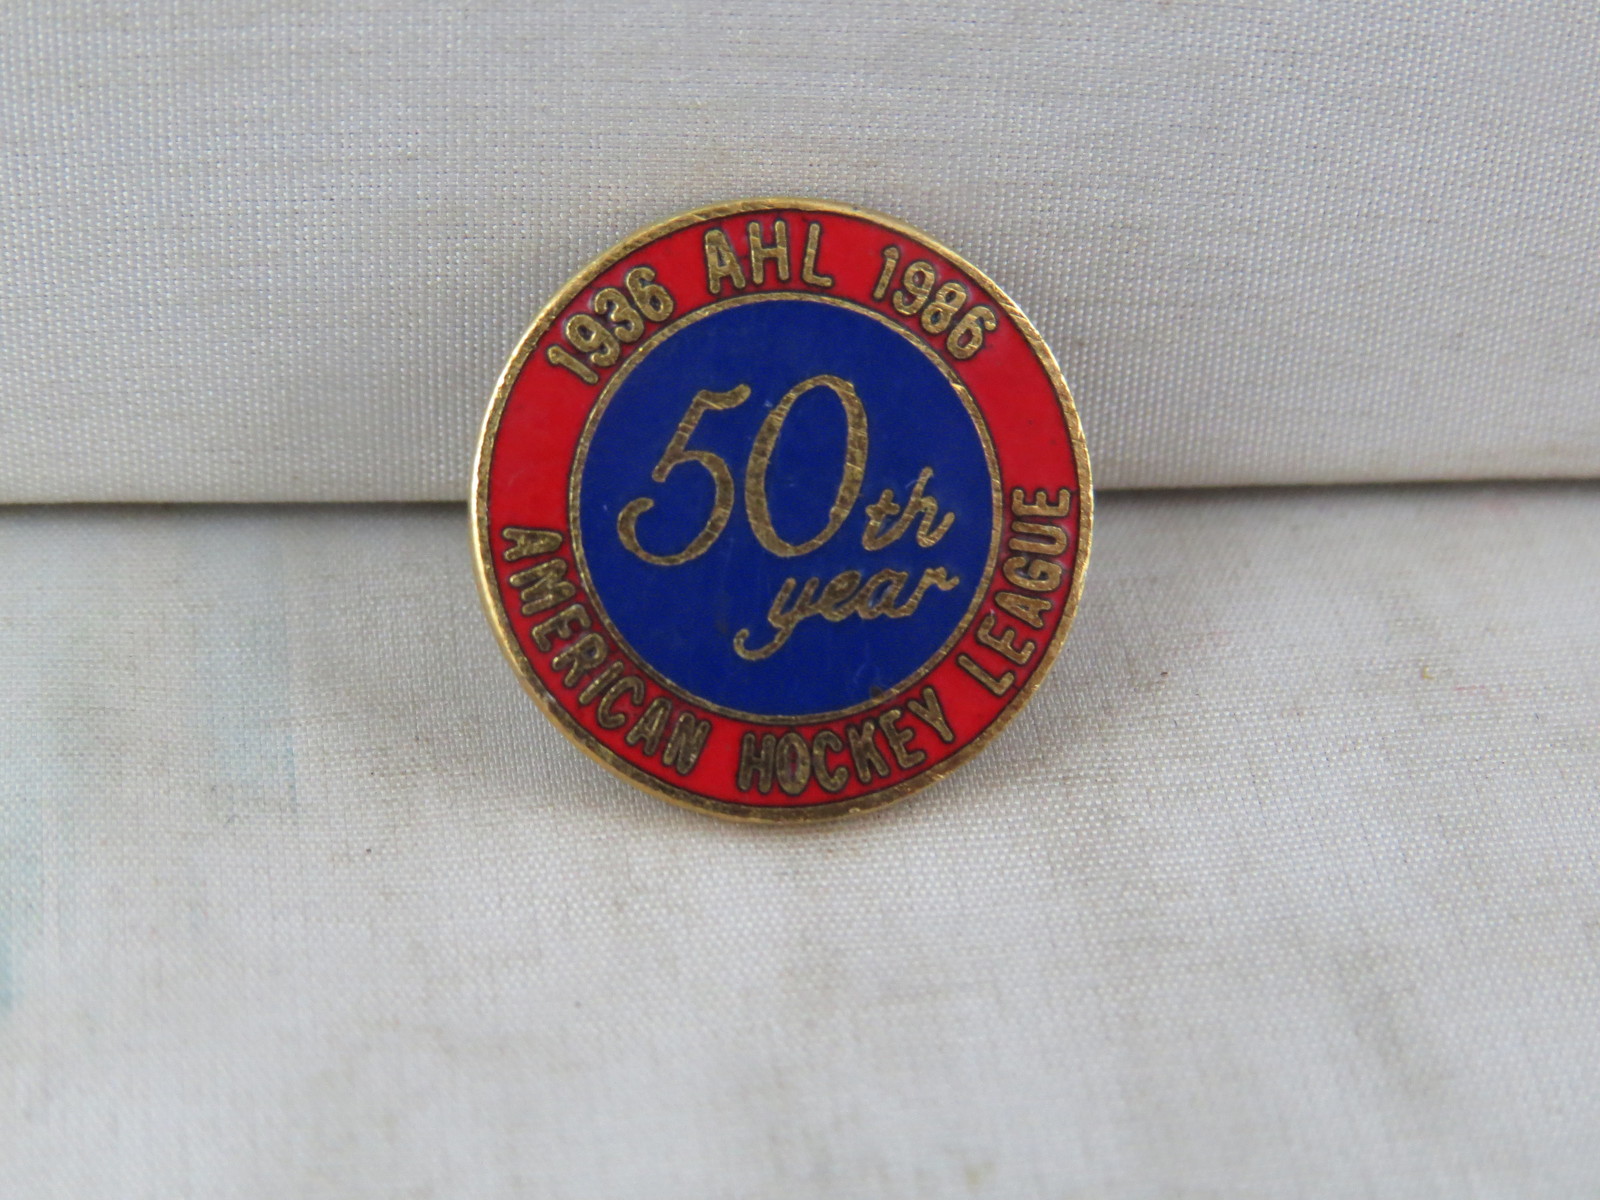 1936 AHL 1986
50th
year
AMERICAN HOCKEY LEAGUE